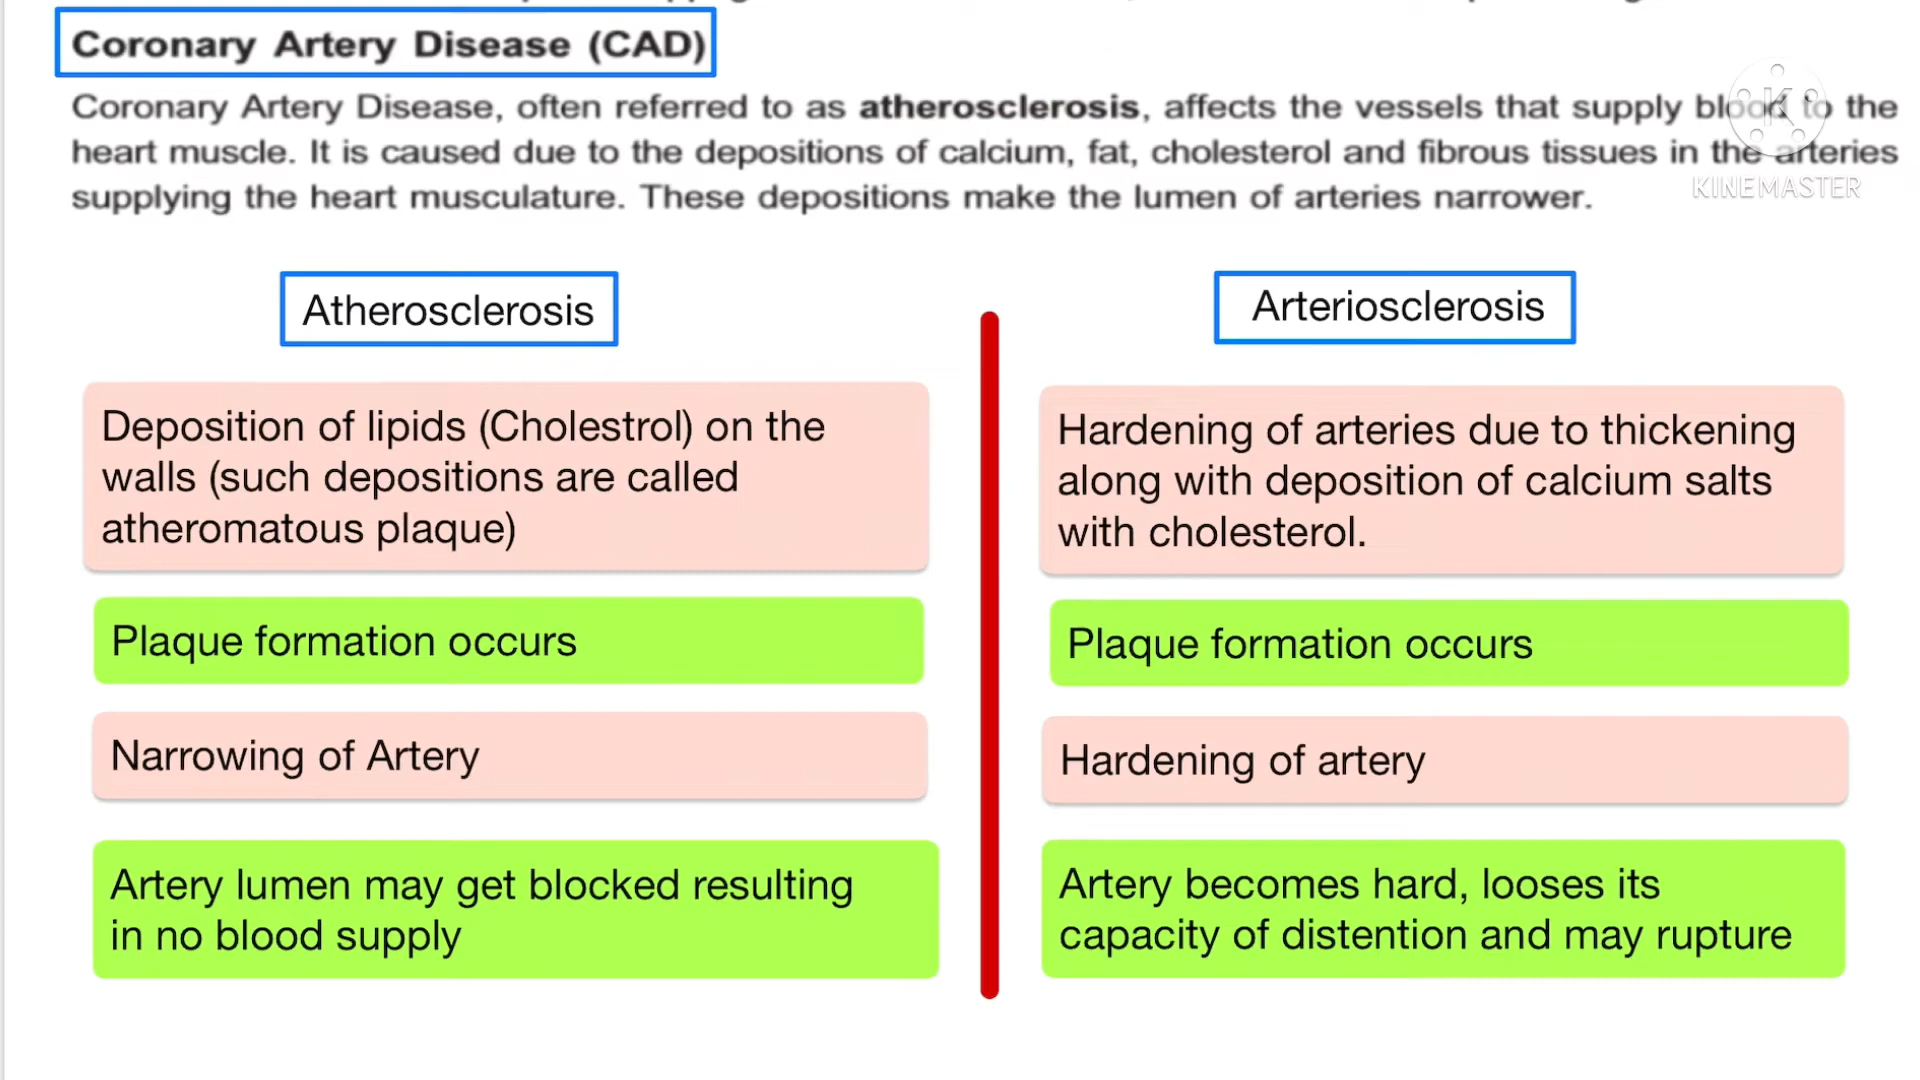 Coronary Artery Disease (CAD)
Coronary Artery Disease, often referred to as atherosclerosis, affects the vessels that supply blood to the
heart muscle. It is caused due to the depositions of calcium, fat, cholesterol and fibrous tissues in the arteries
supplying the heart musculature. These depositions make the lumen of arteries narrower.
KINEMASTER
Atherosclerosis
Deposition of lipids (Cholestrol) on the
walls (such depositions are called
atheromatous plaque)
Plaque formation occurs
Narrowing of Artery
Artery lumen may get blocked resulting
in no blood supply
Arteriosclerosis
Hardening of arteries due to thickening
along with deposition of calcium salts
with cholesterol.
Plaque formation occurs
Hardening of artery
Artery becomes hard, looses its
capacity of distention and may rupture